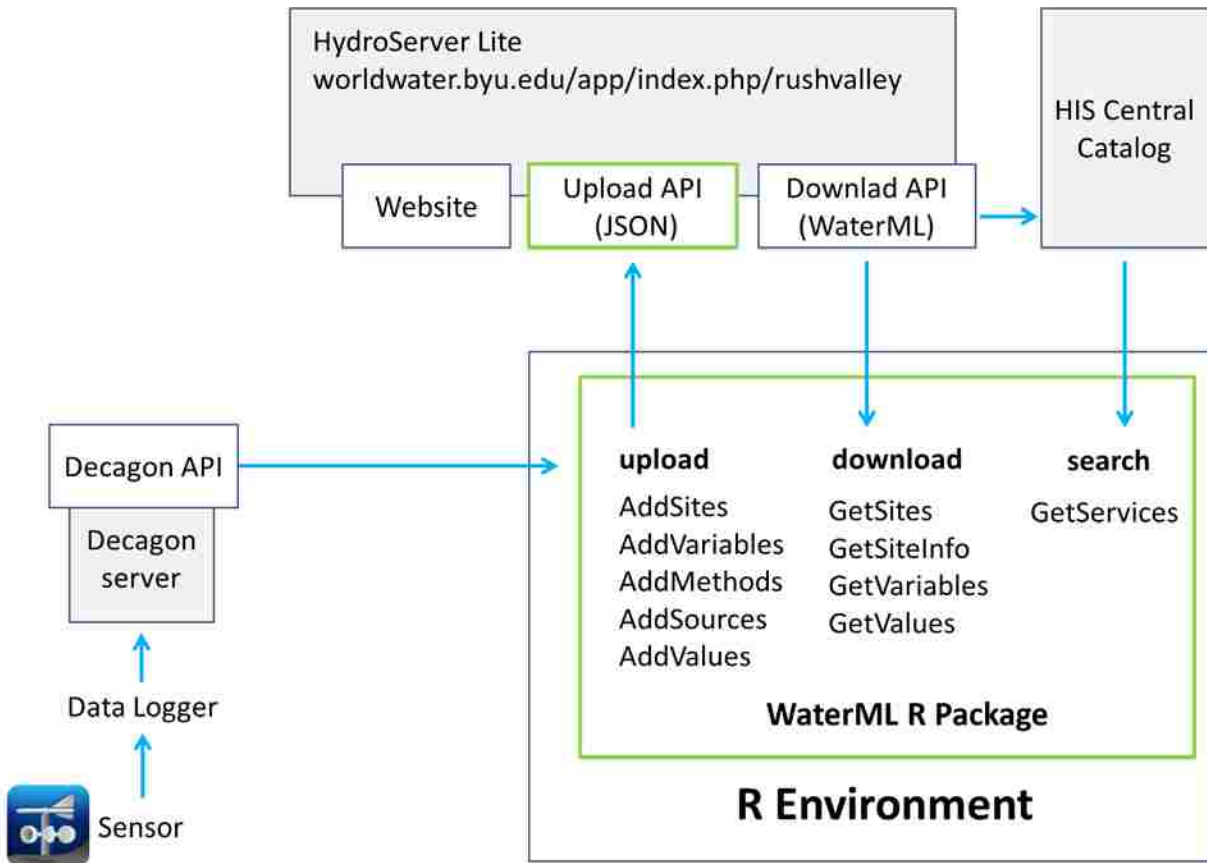 HydroServer Lite
worldwater.byu.edu/app/index.php/rushvalley
HIS Central
Catalog
Website
Upload API
(JSON)
Downlad API
(WaterML)
Decagon API
Decagon
server
Data Logger
Sensor
upload
AddSites
AddVariables
AddMethods
AddSources
AddValues
download
GetSites
GetSiteInfo
GetVariables
GetValues
search
GetServices
WaterML R Package
R Environment